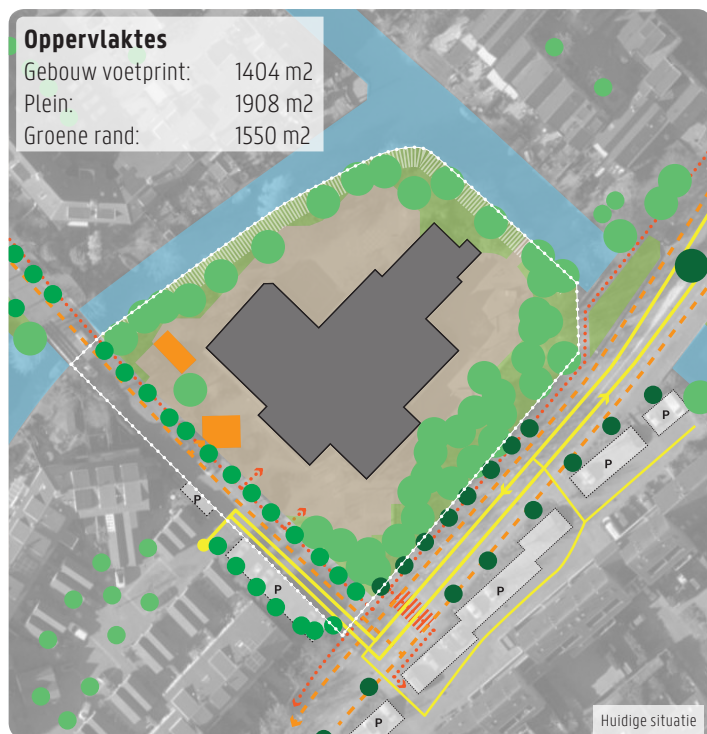 Oppervlaktes
Gebouw voetprint: 1404 m2
Plein: 1908 m2
Groene rand: 1550 m2
P
P
P
P
P
P
Huidige situatie